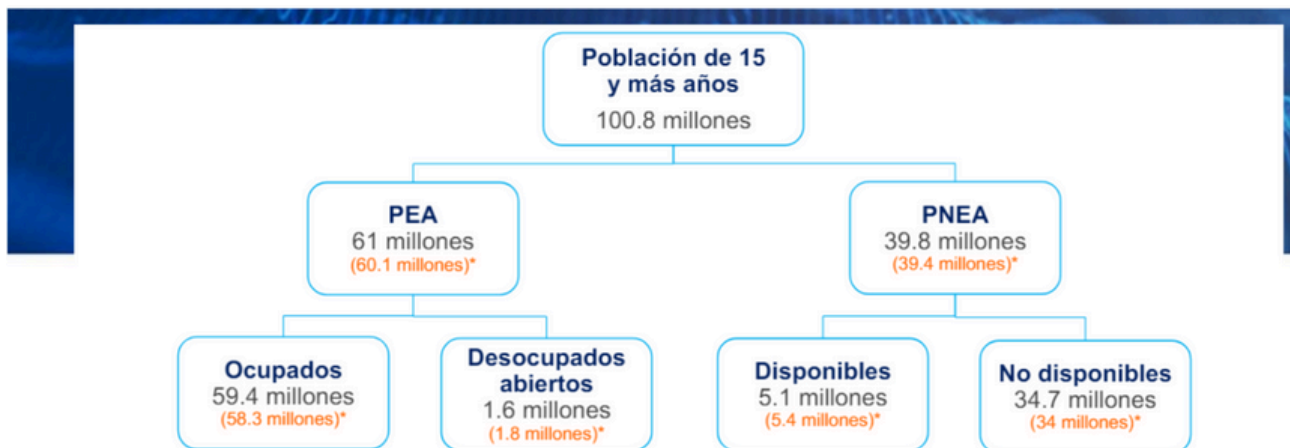 Población de 15
y más años
100.8 millones
PEA
61 millones
(60.1 millones)*
PNEA
39.8 millones
(39.4 millones)*
Ocupados
59.4 millones
(58.3 millones)*
Desocupados
abiertos
1.6 millones
(1.8 millones)*
Disponibles
5.1 millones
(5.4 millones)*
No disponibles
34.7 millones
(34 millones)*